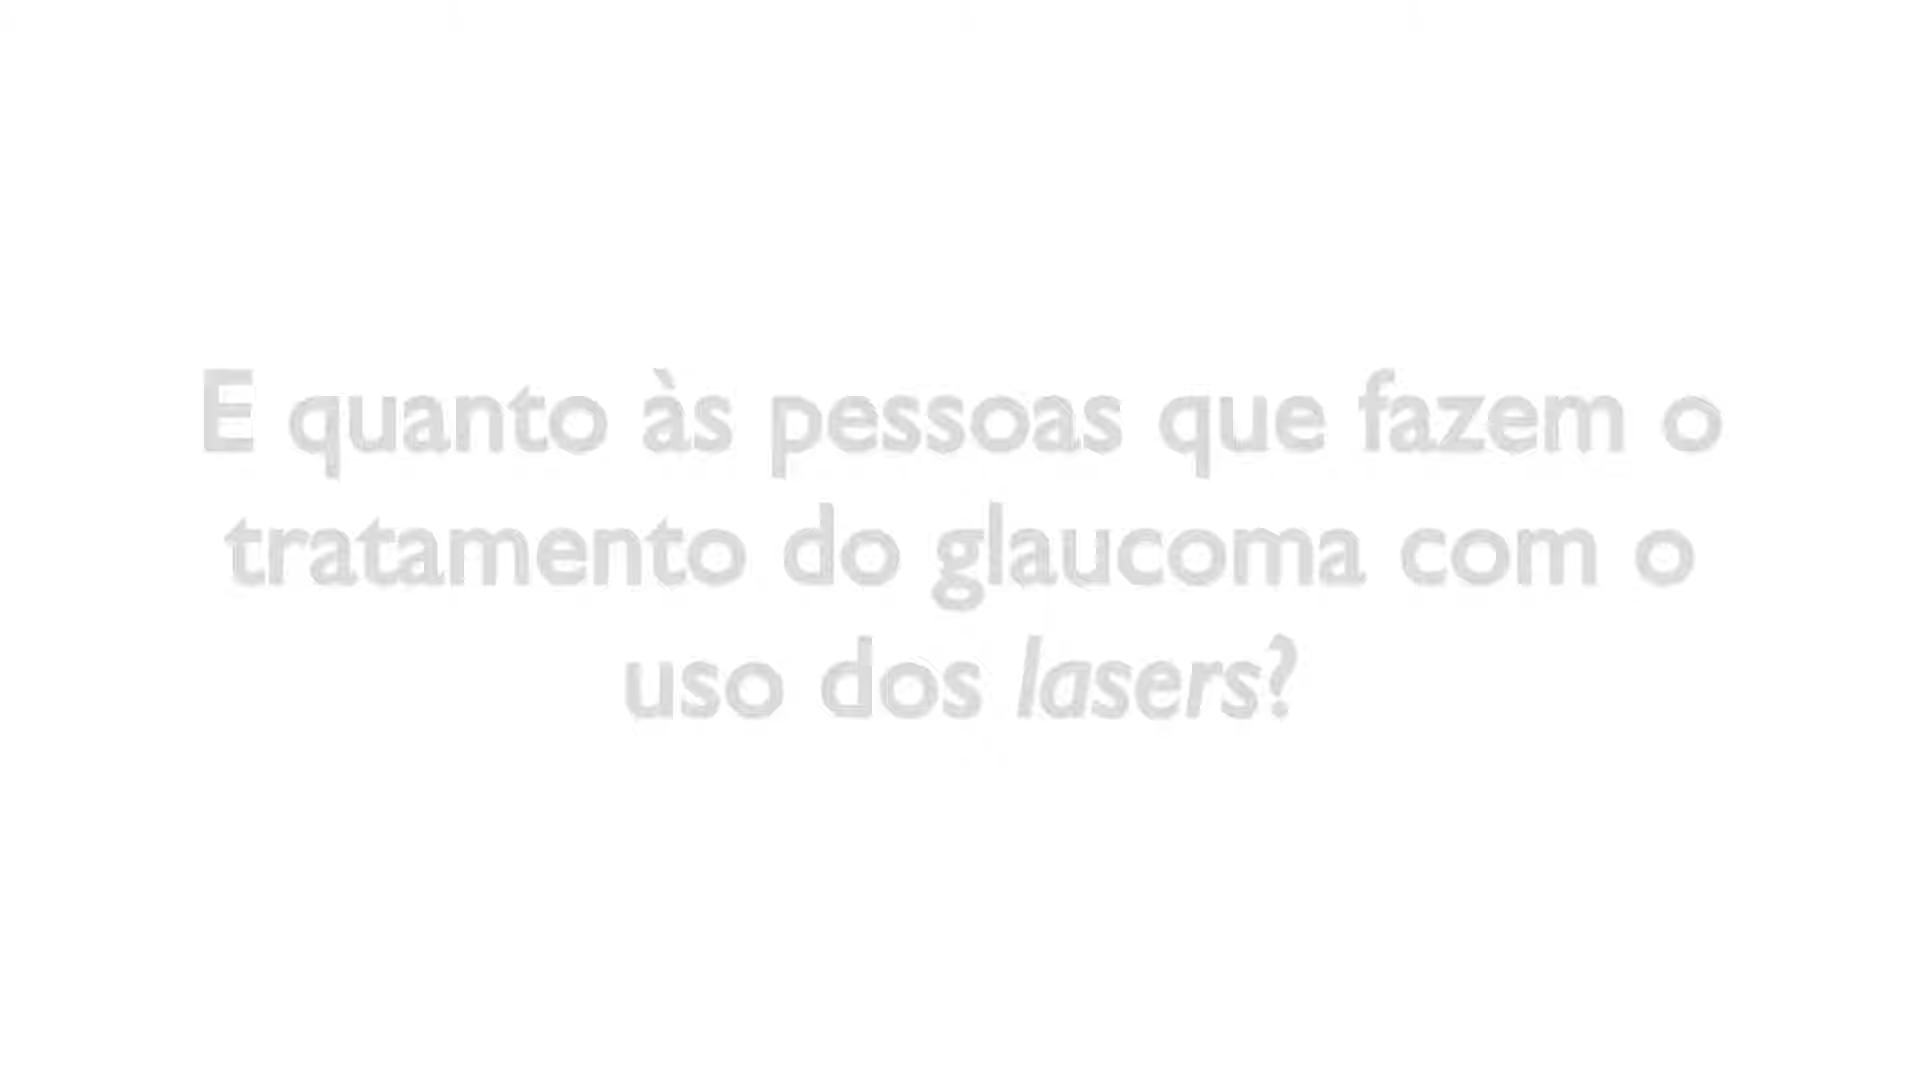 E quanto às pessoas que fazem o
tratamento do glaucoma com o
uso dos lasers?